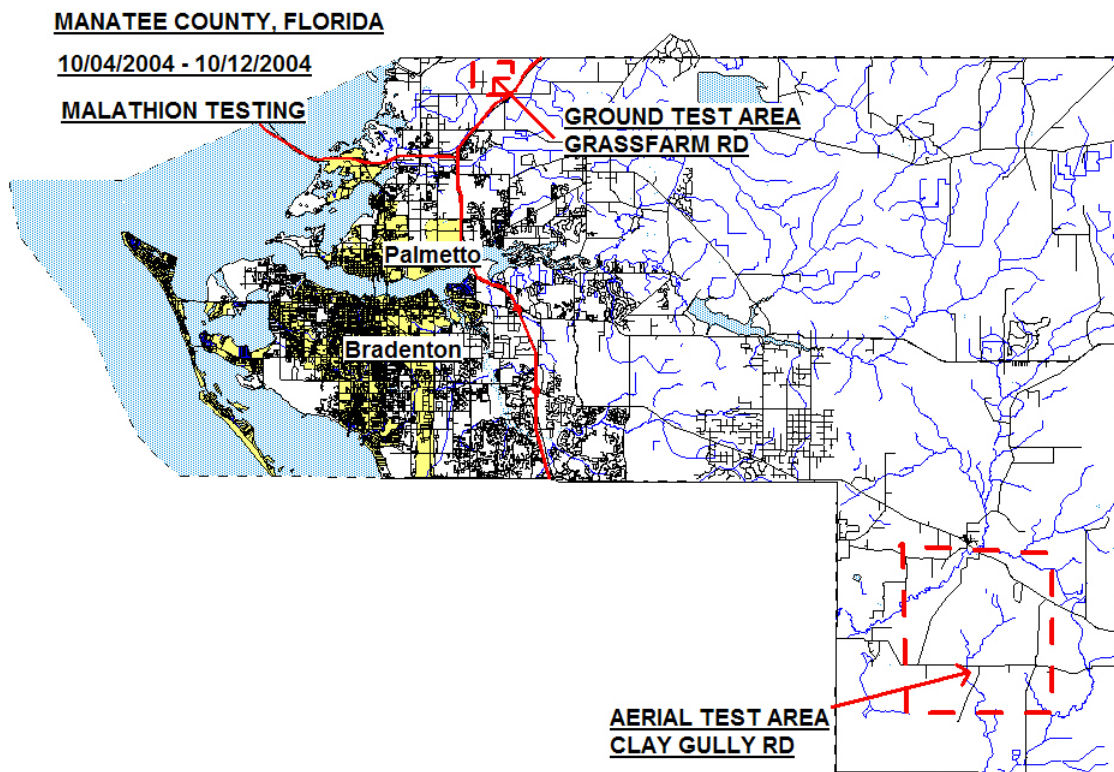 MANATEE COUNTY, FLORIDA
10/04/2004 - 10/12/2004
MALATHION TESTING
GROUND TEST AREA
GRASSFARM RD
Palmetto
Bradenton
AERIAL TEST AREA
CLAY GULLY RD